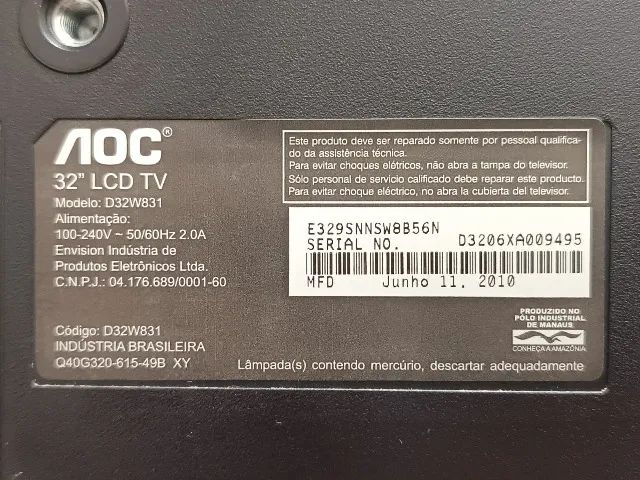 AOC®
32" LCD TV
Modelo: D32W831
Alimentação:
100-240V ~ 50/60Hz 2.0A
Envision Indústria de
Produtos Eletrônicos Ltda.
C.N.P.J.: 04.176.689/0001-60
Código: D32W831
INDÚSTRIA BRASILEIRA
Q40G320-615-49B XY
Este produto deve ser reparado somente por pessoal qualifica-
do da assistência técnica.
Para evitar choques elétricos, não abra a tampa do televisor.
Sólo personal de servicio calificado debe reparar este producto.
Para evitar choque eléctrico, no abra la cubierta del televisor.
E329SNNSW8B56N
SERIAL NO. D3206XA009495
MFD Junho 11. 2010
PRODUZIDO NO
PÓLO INDUSTRIAL
DE MANAUS
CONHEÇA A AMAZÔNIA
Lâmpada(s) contendo mercúrio, descartar adequadamente